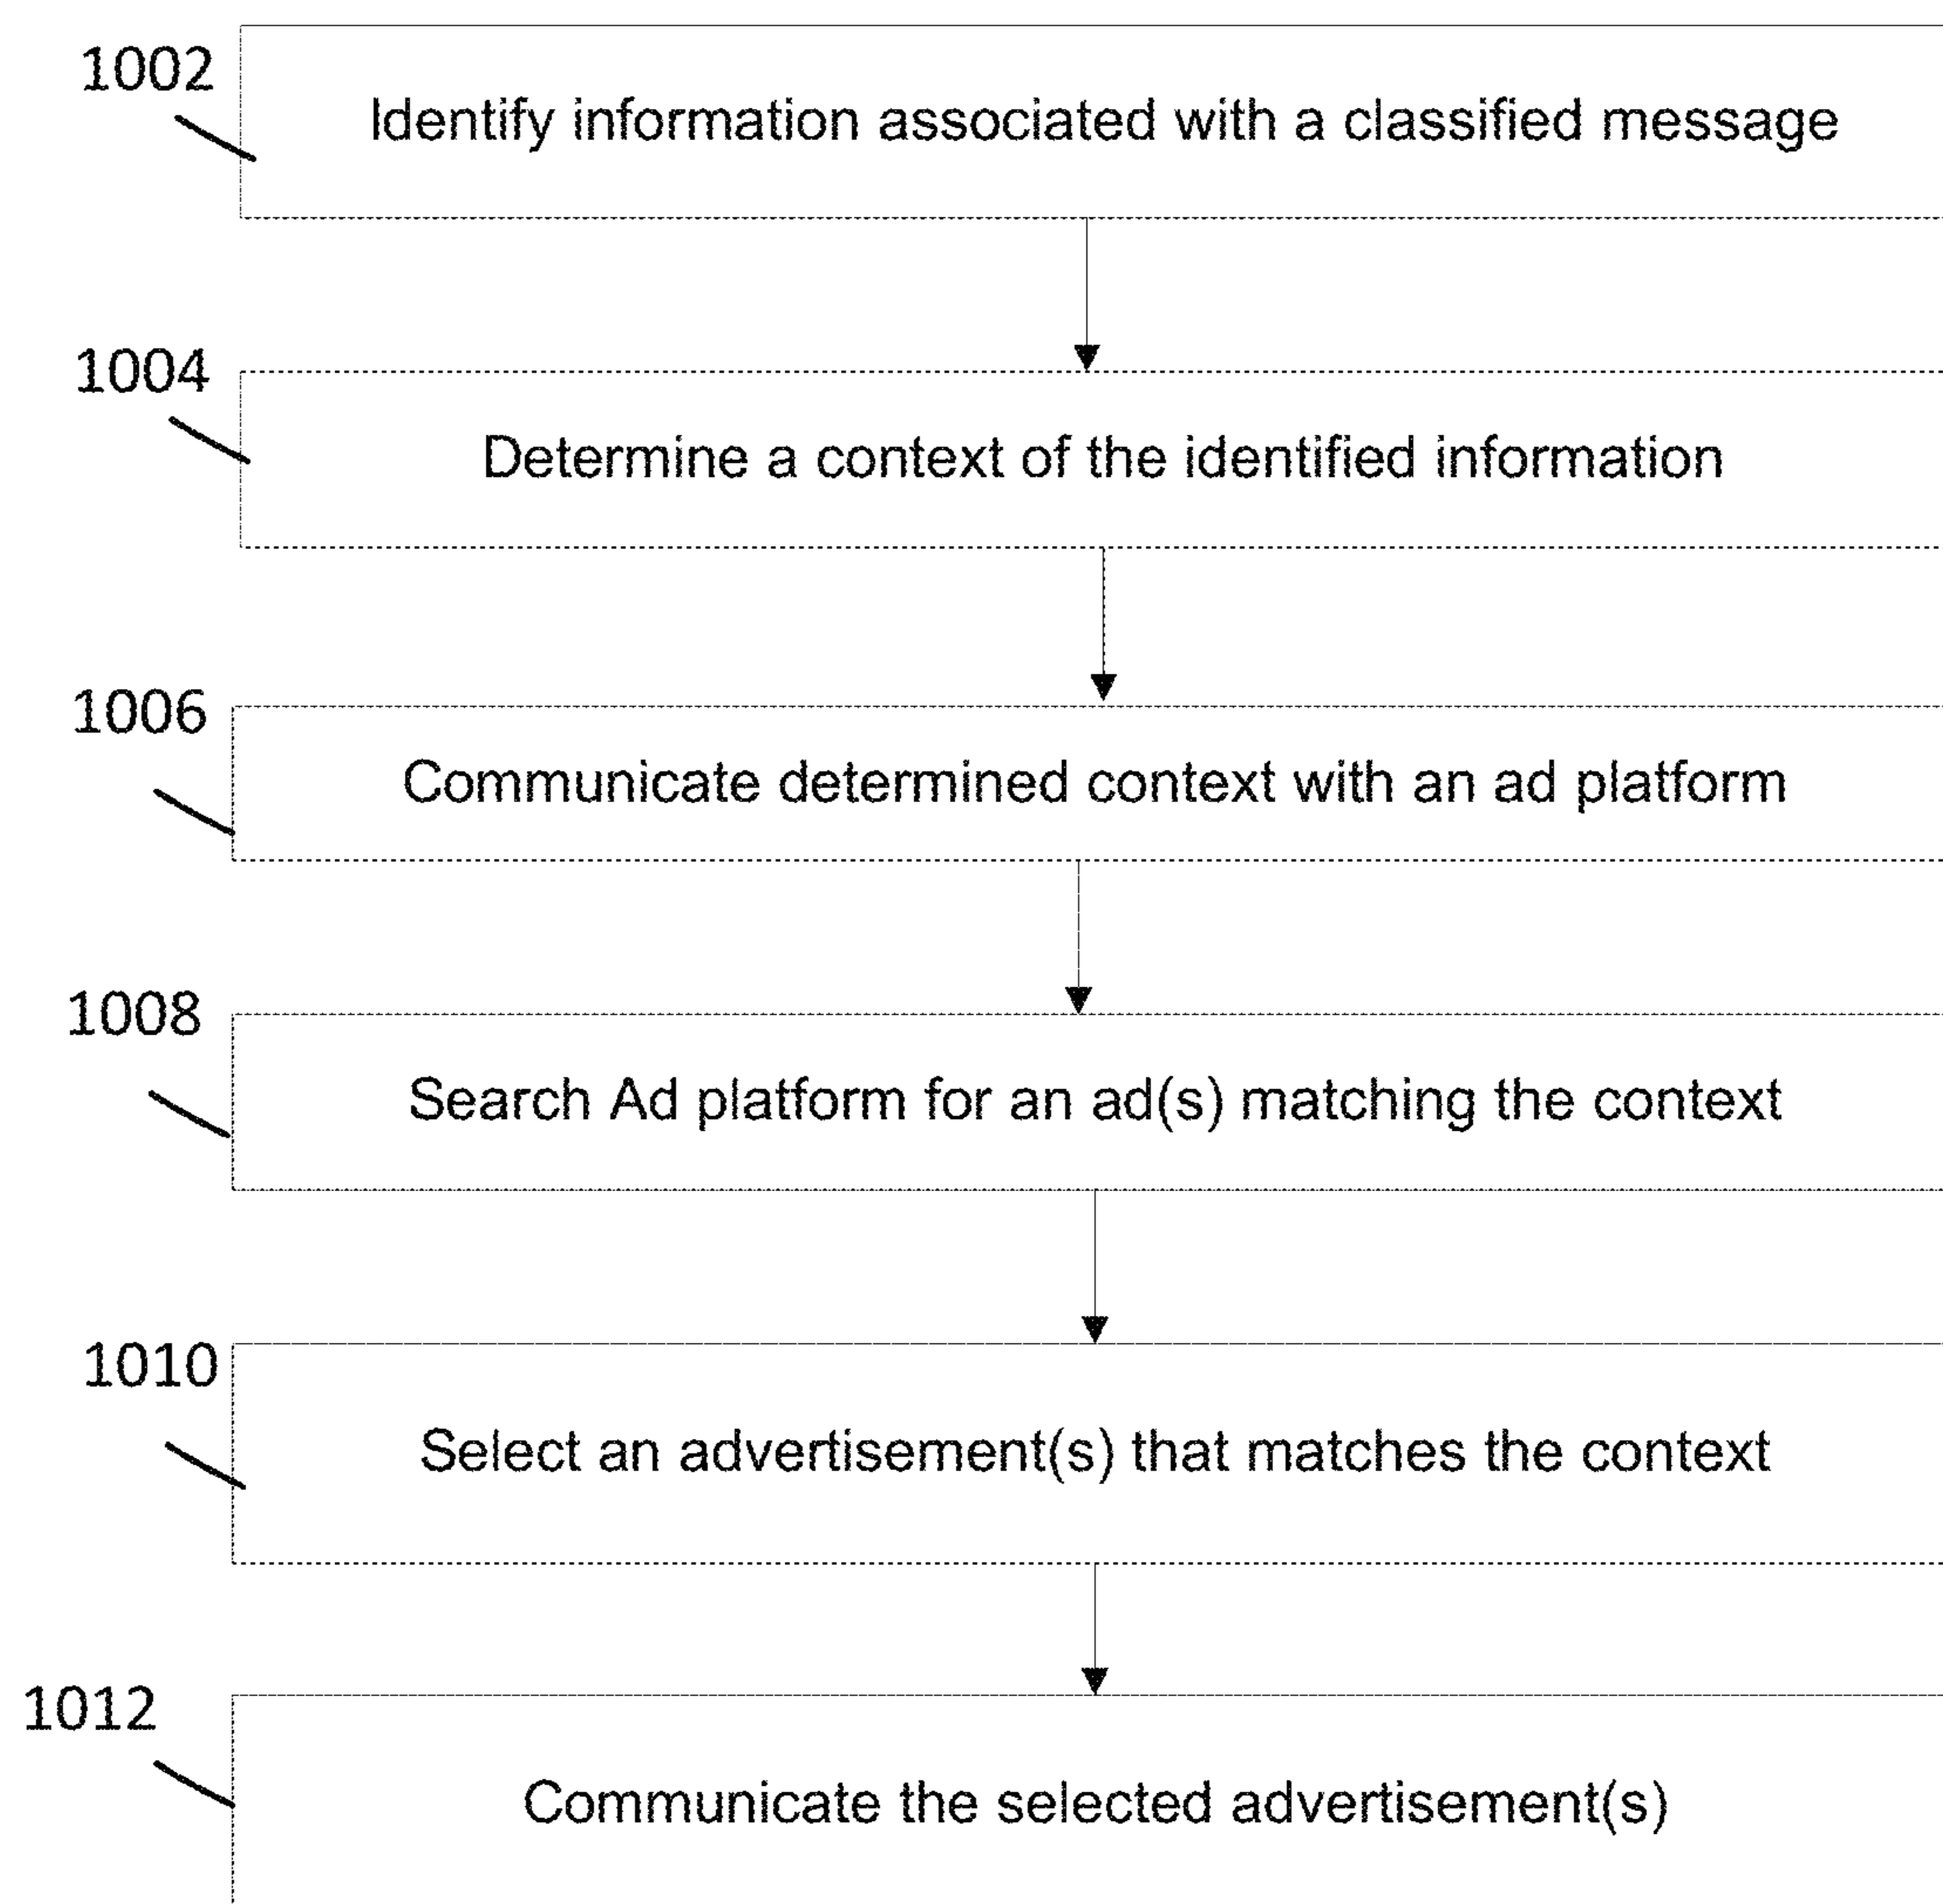 1002
Identify information associated with a classified message
1004
Determine a context of the identified information
1006
Communicate determined context with an ad platform
1008
Search Ad platform for an ad(s) matching the context
1010
Select an advertisement(s) that matches the context
1012
Communicate the selected advertisement(s)